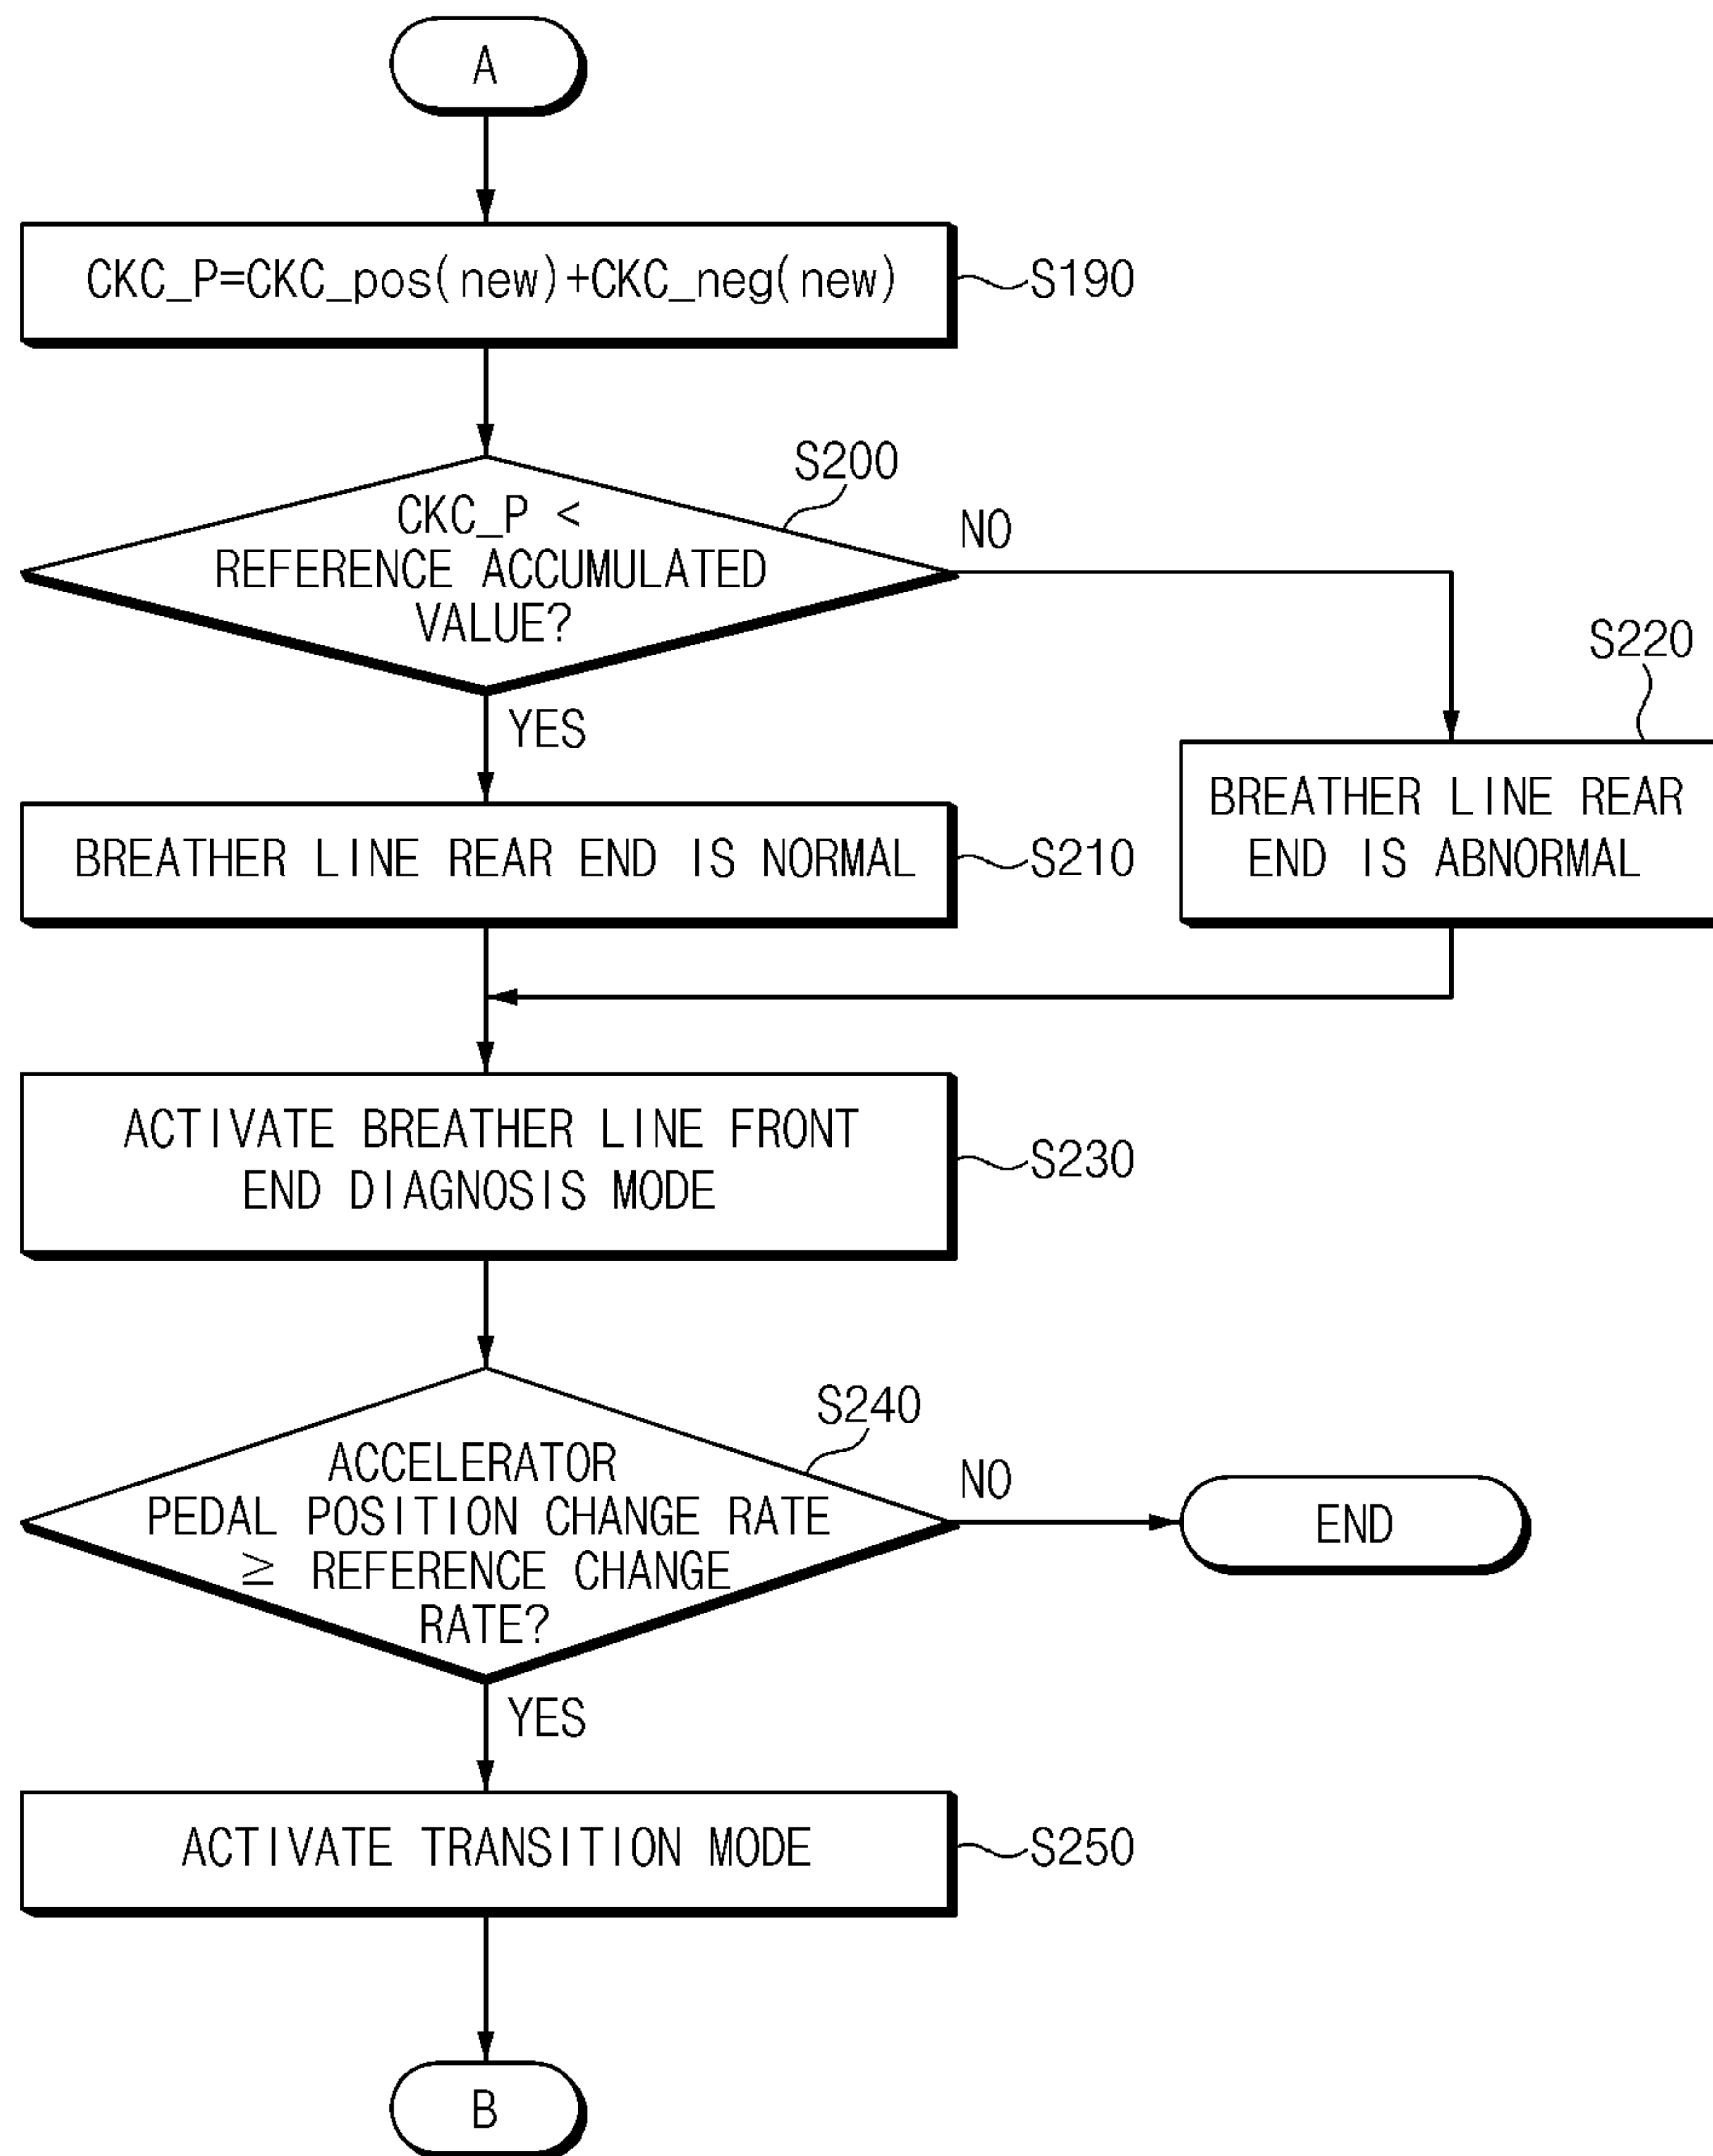 A
CKC_P=CKC_pos(new)+CKC_neg(new)
S190
S200
CKC_P <
REFERENCE ACCUMULATED
VALUE?
NO
YES
S220
BREATHER LINE REAR
END IS ABNORMAL
BREATHER LINE REAR END IS NORMAL
S210
ACTIVATE BREATHER LINE FRONT
END DIAGNOSIS MODE
S230
S240
ACCELERATOR
PEDAL POSITION CHANGE RATE
≥ REFERENCE CHANGE
RATE?
NO
END
YES
ACTIVATE TRANSITION MODE
S250
B